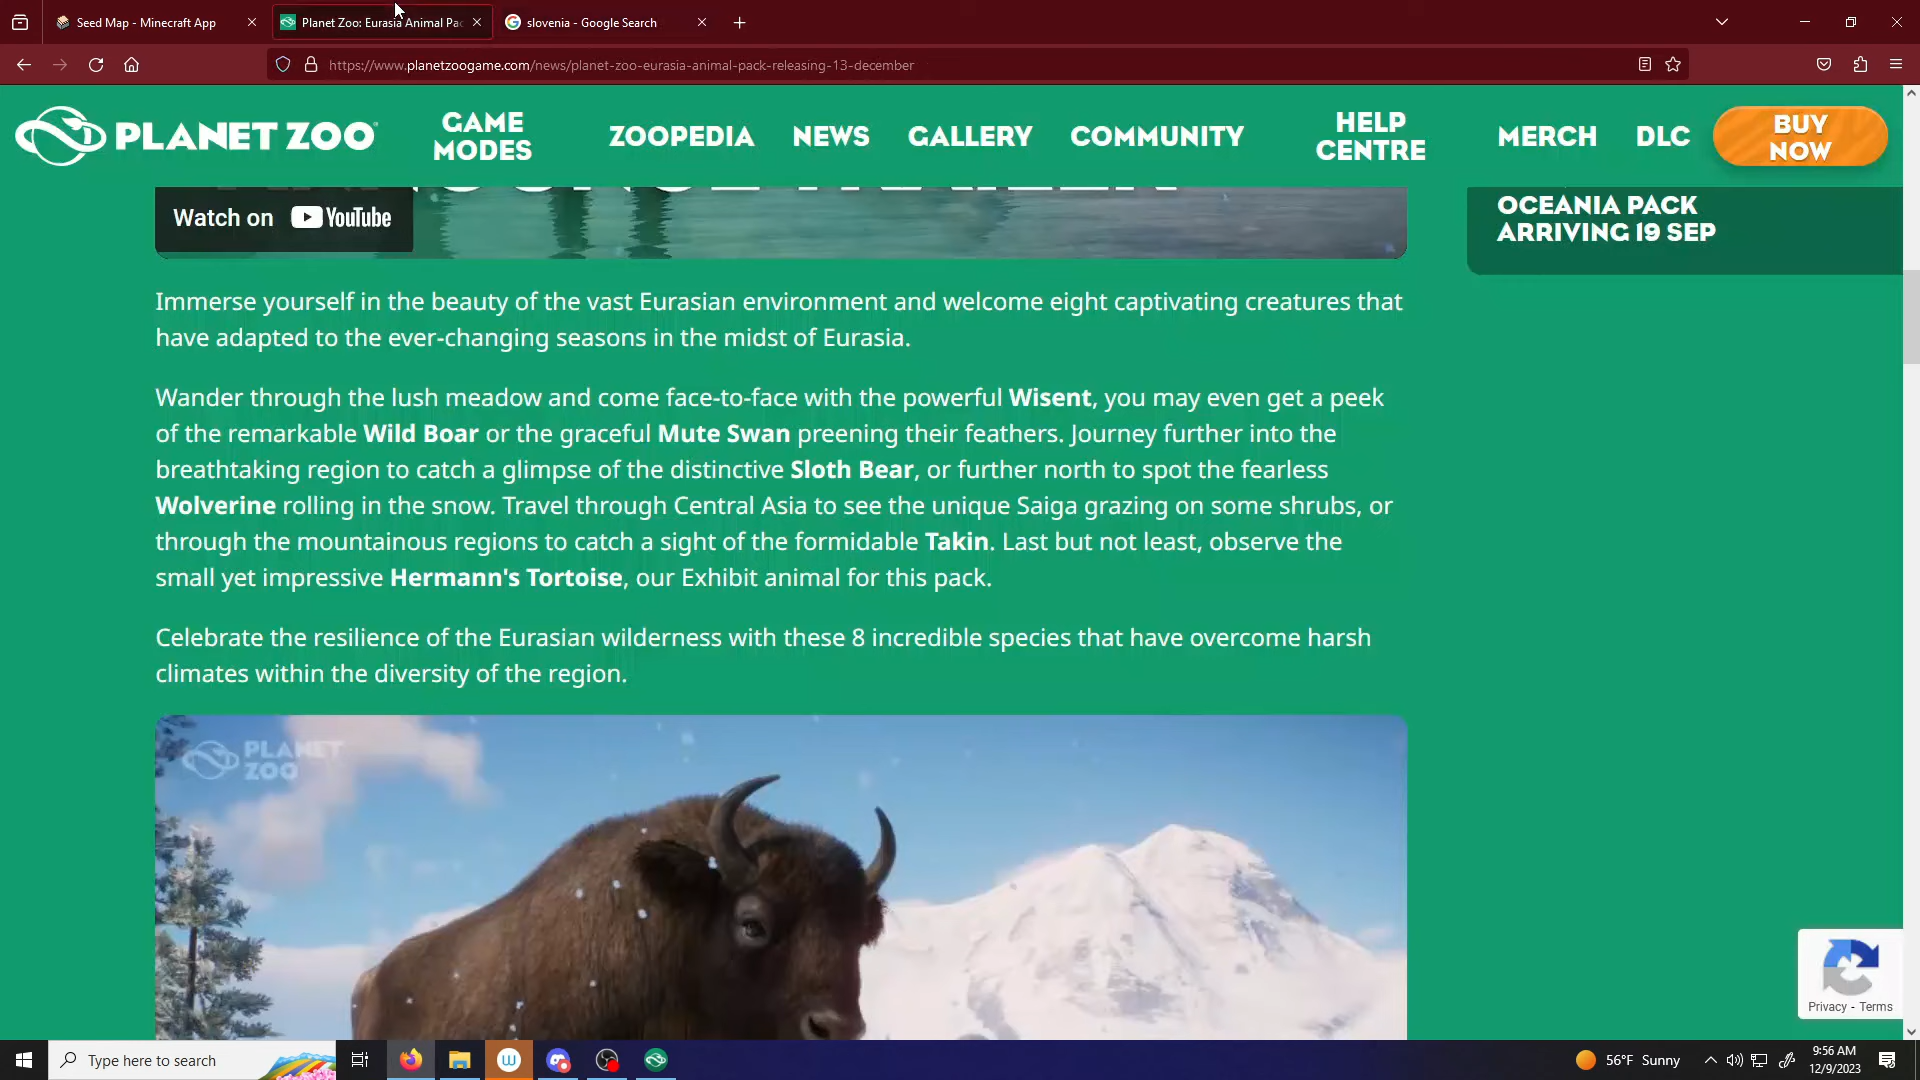 Seed Map - Minecraft App
Planet Zoo: Eurasia Animal Pac
slovenia - Google Search
https://www.planetzoogame.com/news/planet-zoo-eurasia-animal-pack-releasing-13-december
PLANET ZOO
GAME
MODES
ZOOPEDIA
NEWS
GALLERY
COMMUNITY
HELP
CENTRE
MERCH
DLC
BUY
NOW
Watch on YouTube
OCEANIA PACK
ARRIVING 19 SEP
Immerse yourself in the beauty of the vast Eurasian environment and welcome eight captivating creatures that
have adapted to the ever-changing seasons in the midst of Eurasia.
Wander through the lush meadow and come face-to-face with the powerful Wisent, you may even get a peek
of the remarkable Wild Boar or the graceful Mute Swan preening their feathers. Journey further into the
breathtaking region to catch a glimpse of the distinctive Sloth Bear, or further north to spot the fearless
Wolverine rolling in the snow. Travel through Central Asia to see the unique Saiga grazing on some shrubs, or
through the mountainous regions to catch a sight of the formidable Takin. Last but not least, observe the
small yet impressive Hermann's Tortoise, our Exhibit animal for this pack.
Celebrate the resilience of the Eurasian wilderness with these 8 incredible species that have overcome harsh
climates within the diversity of the region.
PLANET
ZOO
Privacy - Terms
Type here to search
56°F Sunny
9:56 AM
12/9/2023